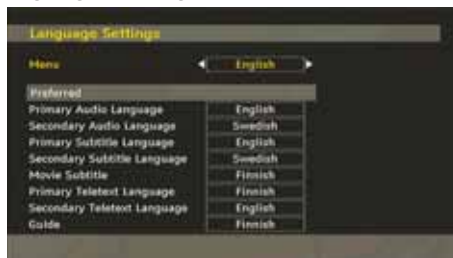 Language Settings
Menu English
Preferred
Primary Audio Language English
Secondary Audio Language Swedish
Primary Subtitle Language English
Secondary Subtitle Language Swedish
Movie Subtitle Finnish
Primary Teletext Language Finnish
Secondary Teletext Language English
Guide Finnish